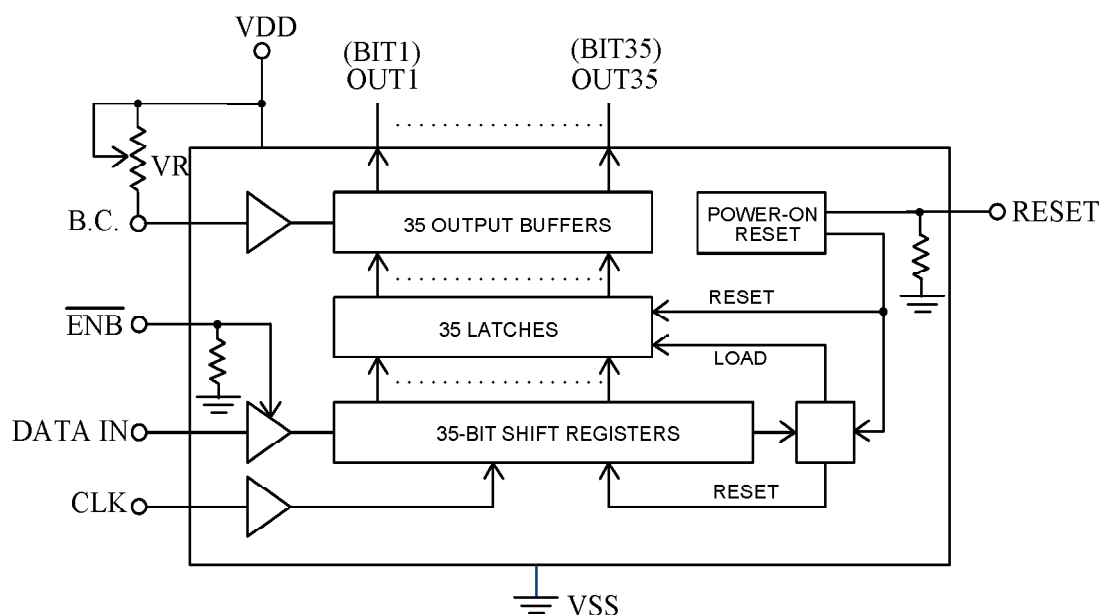 VDD
(BIT1)
OUT1
(BIT35)
OUT35
VR
B.C.
35 OUTPUT BUFFERS
POWER-ON
RESET
RESET
ENB
35 LATCHES
RESET
LOAD
DATA IN
35-BIT SHIFT REGISTERS
CLK
RESET
VSS